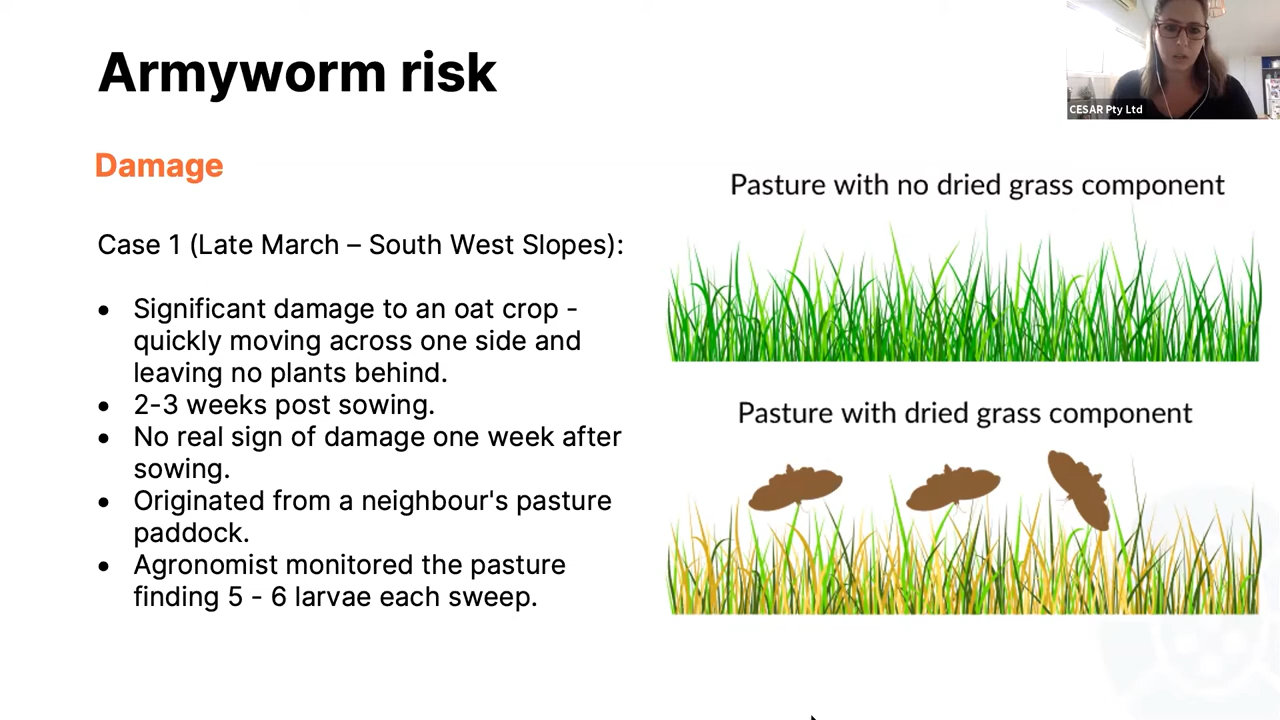 Armyworm risk
CESAR Pty Ltd
Damage
Case 1 (Late March – South West Slopes):
• Significant damage to an oat crop -
quickly moving across one side and
leaving no plants behind.
• 2-3 weeks post sowing.
• No real sign of damage one week after
sowing.
• Originated from a neighbour's pasture
paddock.
• Agronomist monitored the pasture
finding 5 - 6 larvae each sweep.
Pasture with no dried grass component
Pasture with dried grass component